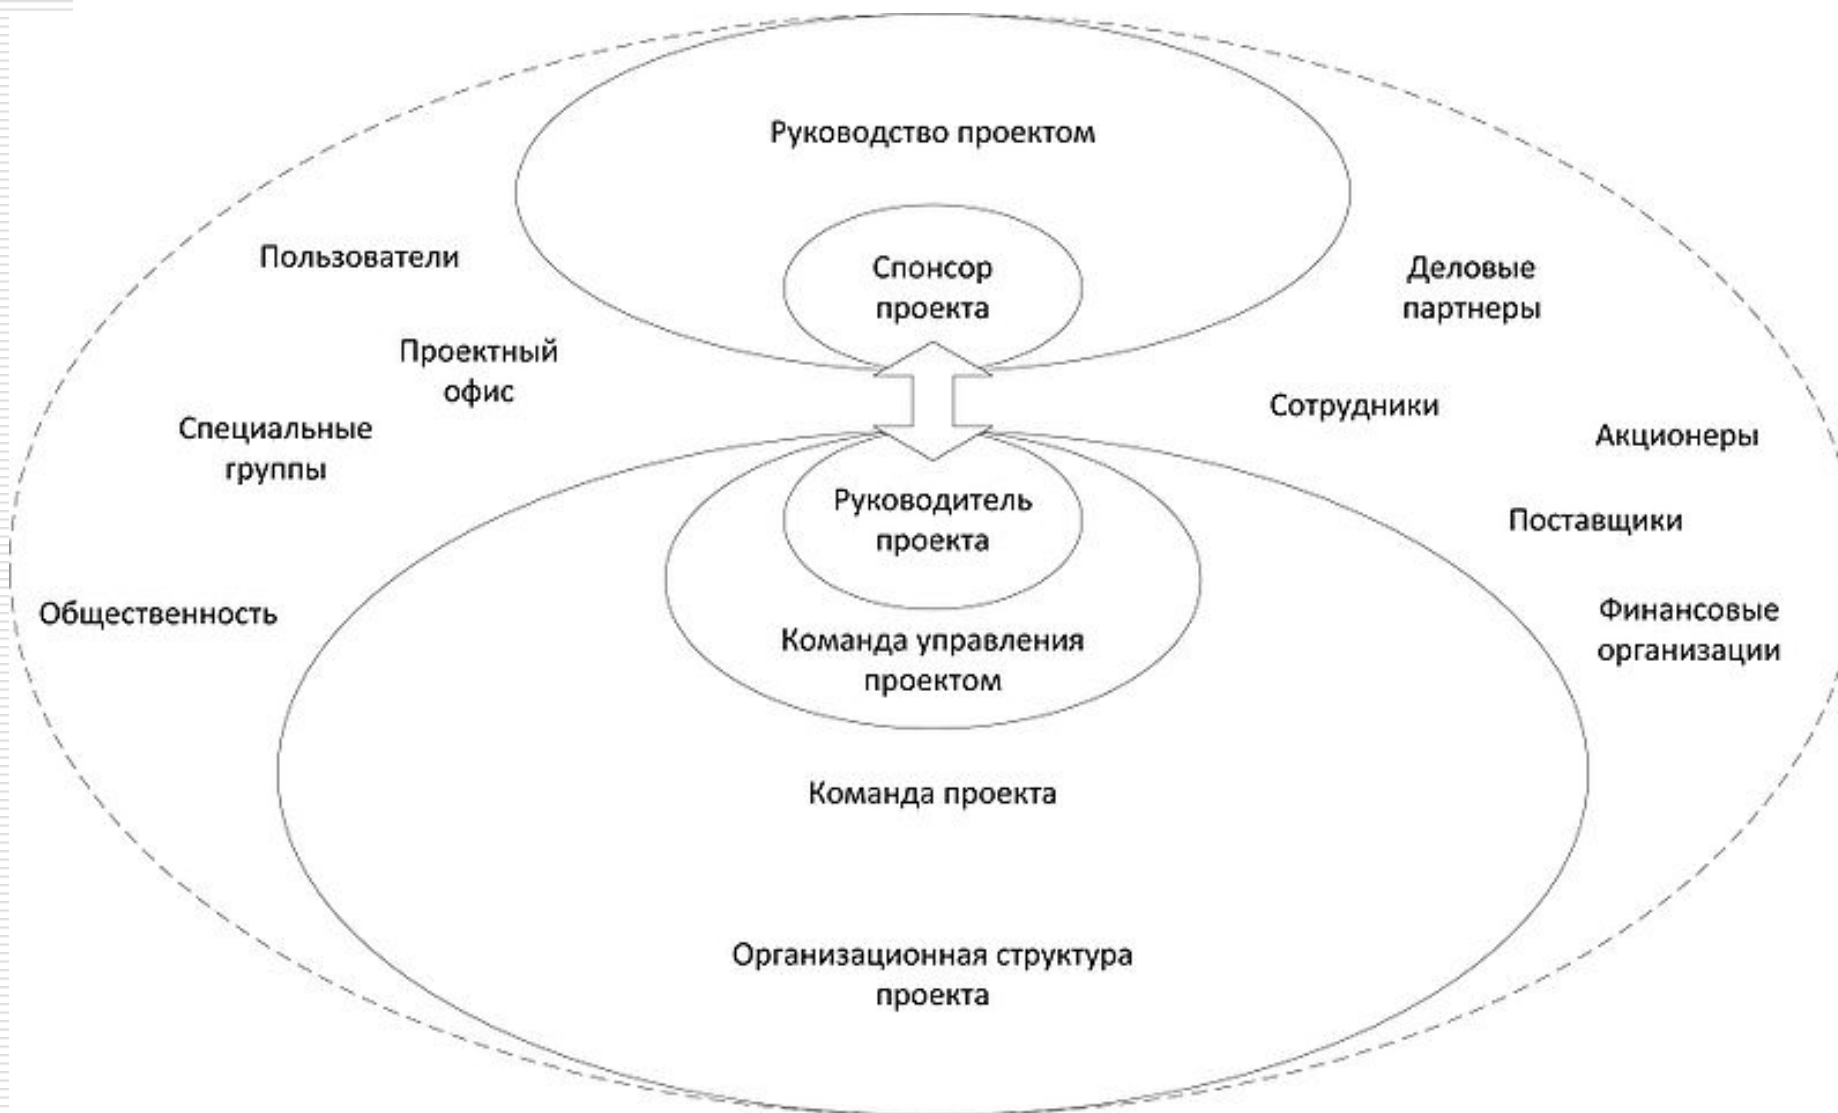 Руководство проектом
Спонсор
проекта
Пользователи
Проектный
офис
Специальные
группы
Общественность
Деловые
партнеры
Сотрудники
Акционеры
Поставщики
Финансовые
организации
Руководитель
проекта
Команда управления
проектом
Команда проекта
Организационная структура
проекта